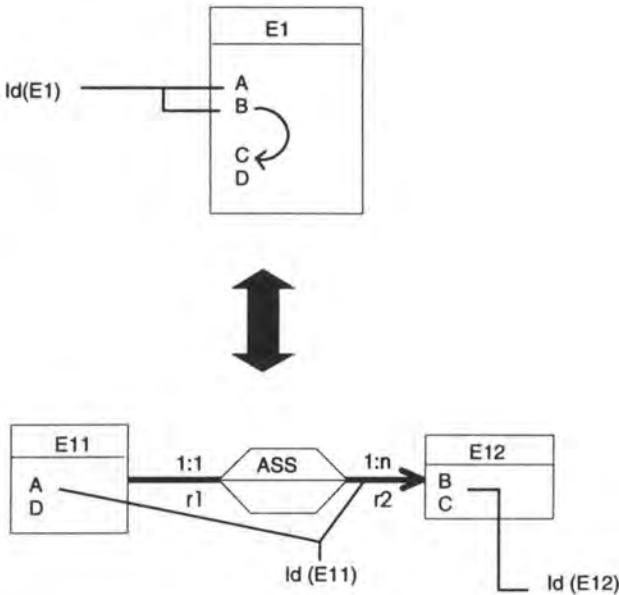 E1
Id(E1)
A
B
C
D
E11
A
D
1:1
r1
ASS
1:n
r2
E12
B
C
Id (E11)
Id (E12)